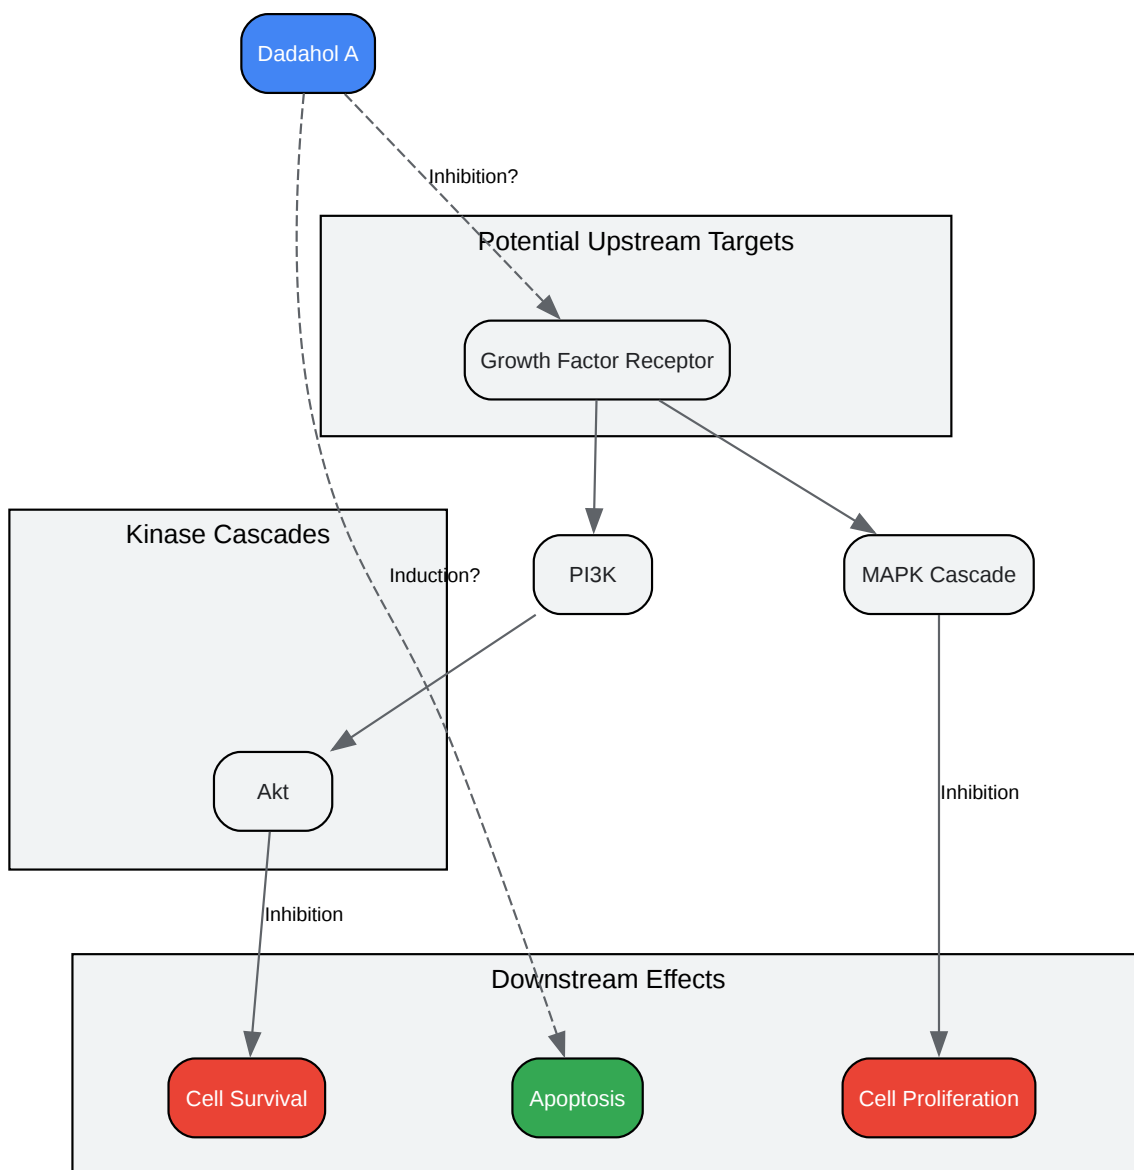 Dadahol A
Inhibition?
Potential Upstream Targets
Growth Factor Receptor
Kinase Cascades
Induction?
PI3K
MAPK Cascade
Akt
Inhibition
Inhibition
Downstream Effects
Cell Survival
Apoptosis
Cell Proliferation